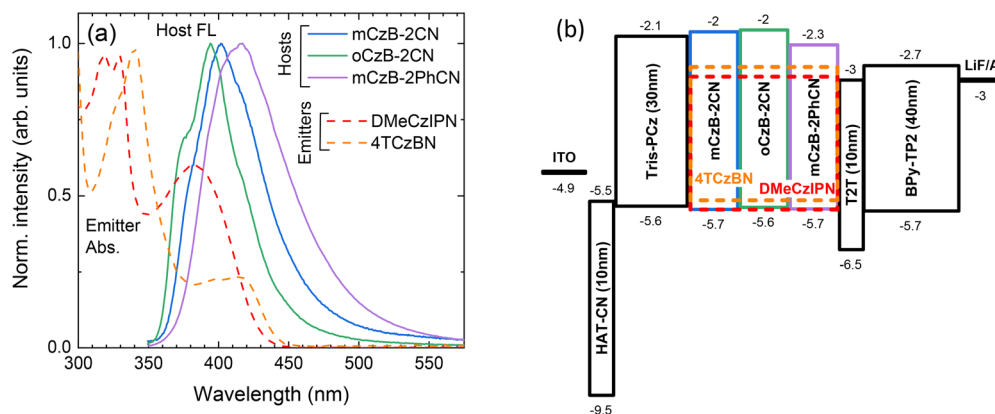 (a)
Host FL
Hosts
mCzB-2CN
oCzB-2CN
mCzB-2PhCN
Emitters
DMeCzIPN
4TCzBN
Emitter
Abs.
Norm. intensity (arb. units)
1.0
0.5
0.0
300
350
400
450
500
550
Wavelength (nm)
(b)
ITO
-4.9
-5.5
HAT-CN (10nm)
-9.5
-2.1
Tris-PCz (30nm)
-5.6
-2
mCzB-2CN
-5.7
-2
oCzB-2CN
-5.6
-2.3
mCzB-2PhCN
-5.7
4TCzBN
DMeCzIPN
-3
T2T (10nm)
-6.5
-2.7
BPy-TP2 (40nm)
-5.7
LiF/A
-3